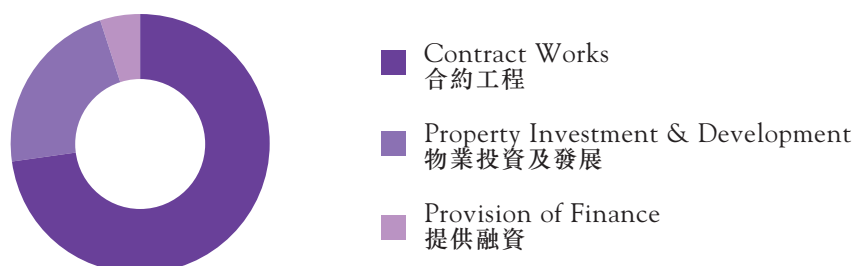 Contract Works
合約工程
Property Investment & Development
物業投資及發展
Provision of Finance
提供融資